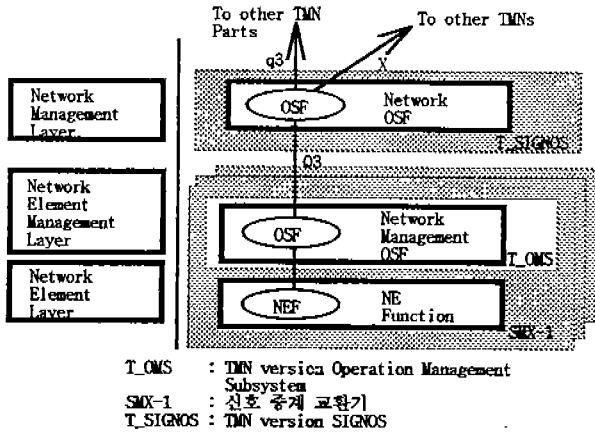 To other TMN
Parts
To other TMNs
q3
X
Network
Management
Layer
OSF
Network
OSF
T_SIGNOS
Q3
Network
Element
Management
Layer
OSF
Network
Management
OSF
T_OMS
Network
Element
Layer
NEF
NE
Function
SMX-1
T_OMS : TMN version Operation Management
Subsystem
SMX-1 : 신호 중계 교환기
T_SIGNOS : TMN version SIGNOS